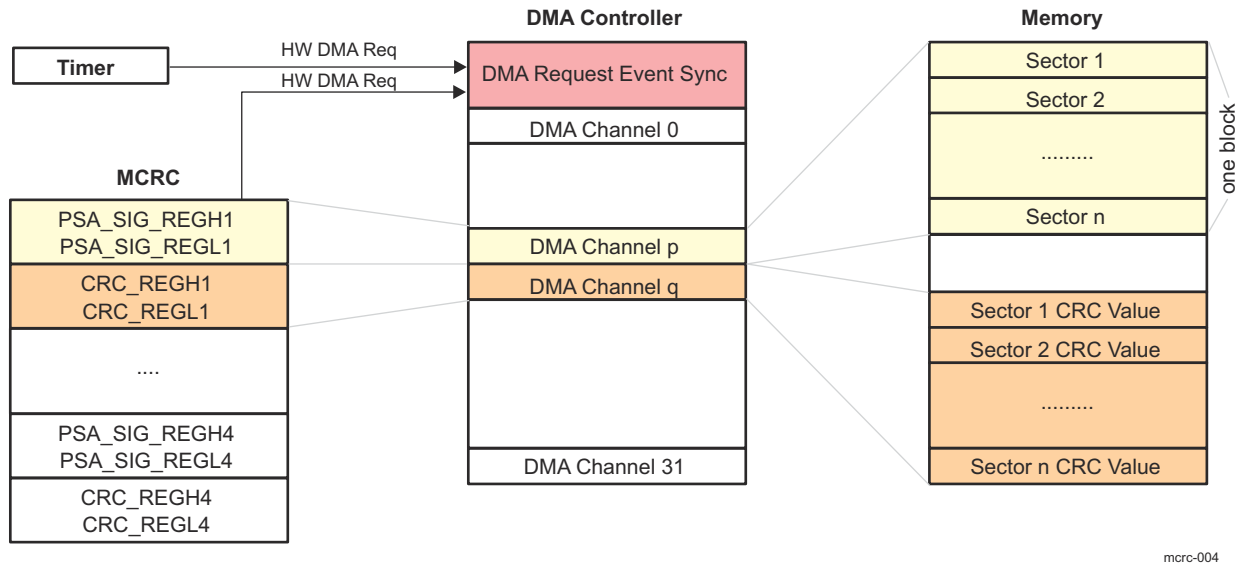 DMA Controller
Memory
Timer
HW DMA Req
HW DMA Req
DMA Request Event Sync
DMA Channel 0
DMA Channel p
DMA Channel q
DMA Channel 31
MCRC
PSA_SIG_REGH1
PSA_SIG_REGL1
CRC_REGH1
CRC_REGL1
....
PSA_SIG_REGH4
PSA_SIG_REGL4
CRC_REGH4
CRC_REGL4
Sector 1
Sector 2
.........
Sector n
one block
Sector 1 CRC Value
Sector 2 CRC Value
.........
Sector n CRC Value
mcrc-004